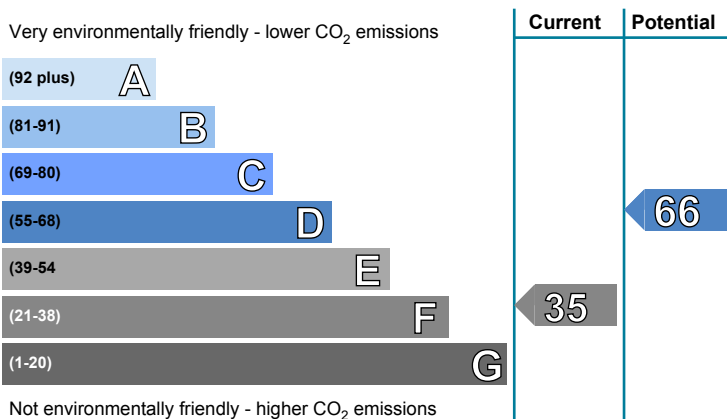 Current Potential
Very environmentally friendly - lower CO2 emissions
(92 plus) A
(81-91) B
(69-80) C
(55-68) D
66
(39-54 E
(21-38) F
35
(1-20) G
Not environmentally friendly - higher CO2 emissions